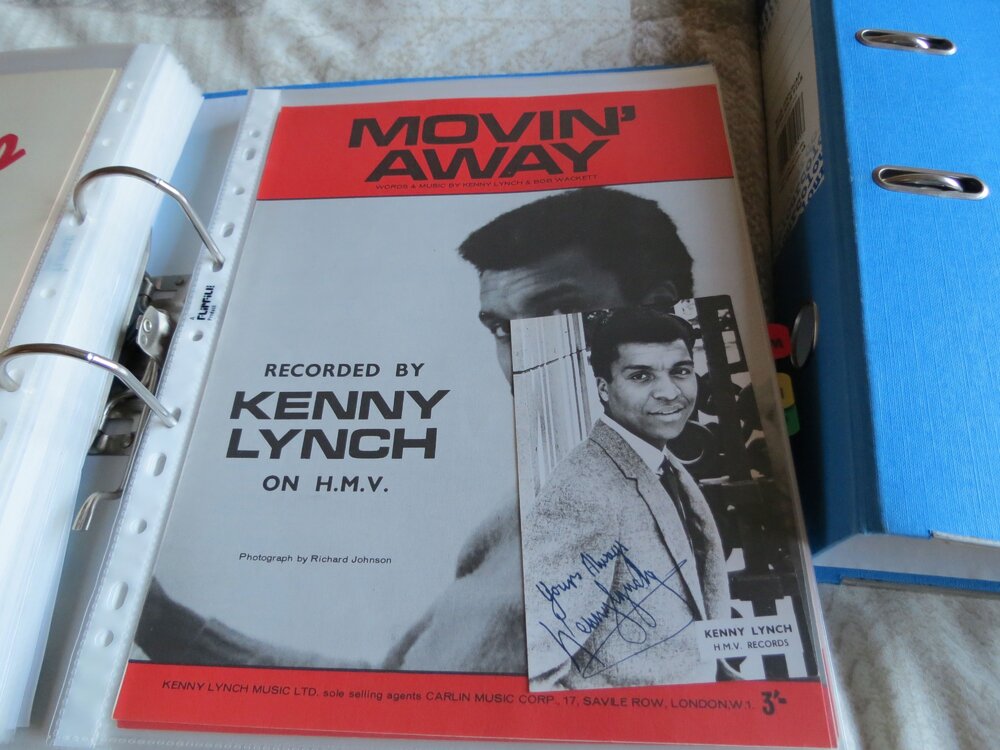 MOVIN'
AWAY
WORDS & MUSIC BY KENNY LYNCH & BOB WACKETT
A
FLIPFILE
Product
RECORDED BY
KENNY
LYNCH
ON H.M.V.
Photograph by Richard Johnson
Yours Always
Kenny Lynch
KENNY LYNCH
H.M.V. RECORDS
KENNY LYNCH MUSIC LTD. sole selling agents CARLIN MUSIC CORP., 17, SAVILE ROW, LONDON, W.1. 3'-